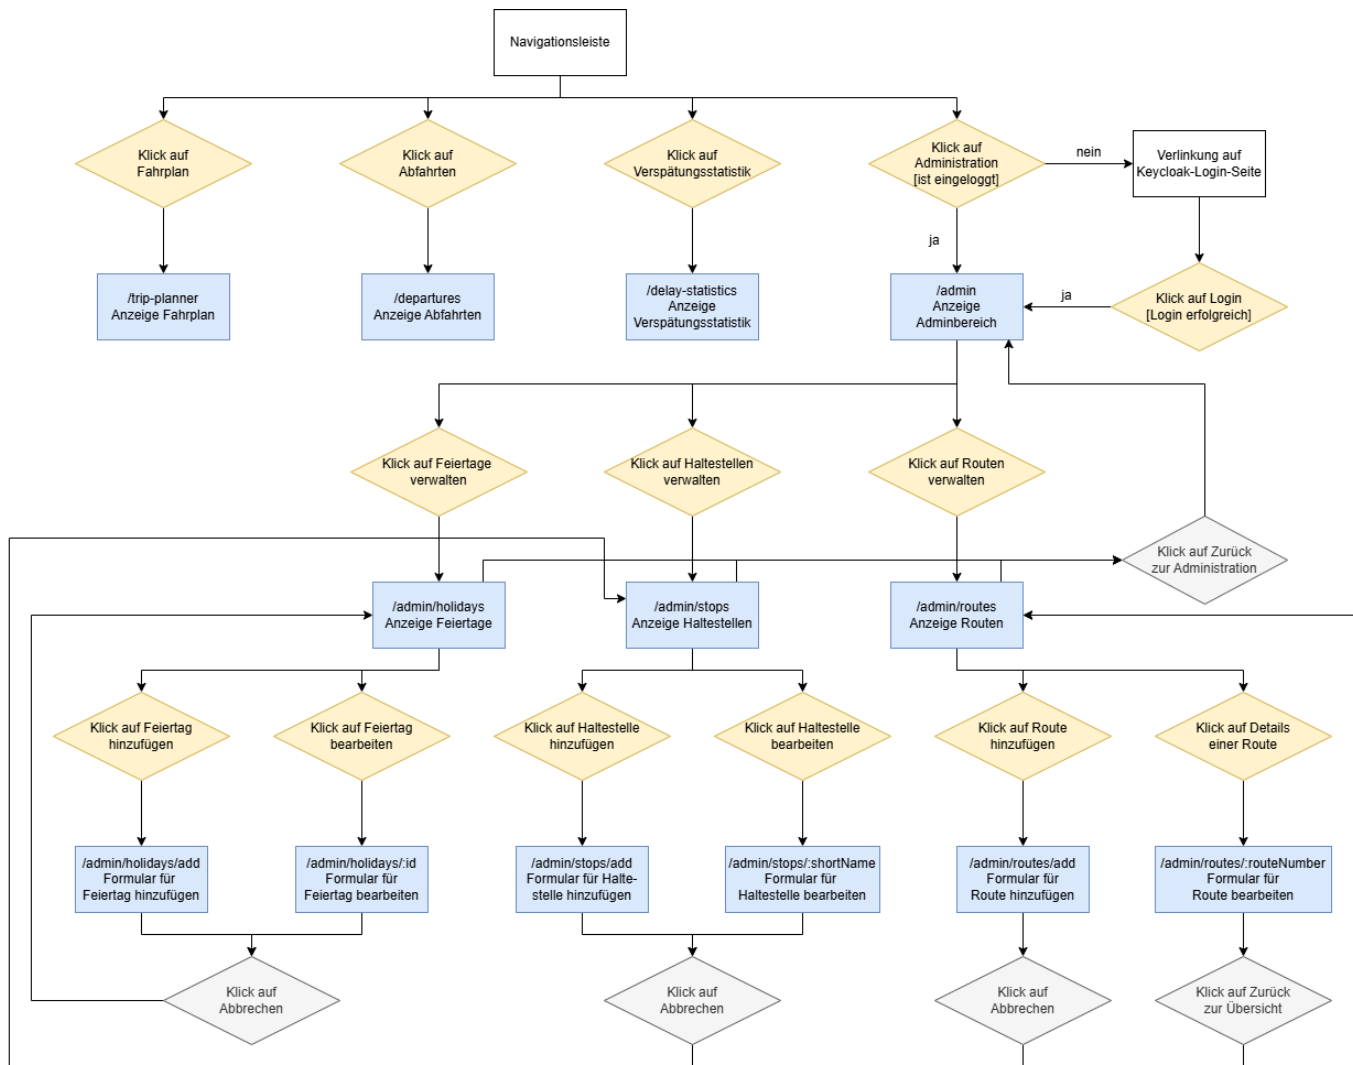 Navigationsleiste
Klick auf
Fahrplan
Klick auf
Abfahrten
Klick auf
Verspätungsstatistik
Klick auf
Administration
[ist eingeloggt]
nein
Verlinkung auf
Keycloak-Login-Seite
ja
/trip-planner
Anzeige Fahrplan
/departures
Anzeige Abfahrten
/delay-statistics
Anzeige
Verspätungsstatistik
/admin
Anzeige
Adminbereich
ja
Klick auf Login
[Login erfolgreich]
Klick auf Feiertage
verwalten
Klick auf Haltestellen
verwalten
Klick auf Routen
verwalten
Klick auf Zurück
zur Administration
/admin/holidays
Anzeige Feiertage
/admin/stops
Anzeige Haltestellen
/admin/routes
Anzeige Routen
Klick auf Feiertag
hinzufügen
Klick auf Feiertag
bearbeiten
Klick auf Haltestelle
hinzufügen
Klick auf Haltestelle
bearbeiten
Klick auf Route
hinzufügen
Klick auf Details
einer Route
/admin/holidays/add
Formular für
Feiertag hinzufügen
/admin/holidays/:id
Formular für
Feiertag bearbeiten
/admin/stops/add
Formular für Halte-
stelle hinzufügen
/admin/stops/:shortName
Formular für
Haltestelle bearbeiten
/admin/routes/add
Formular für
Route hinzufügen
/admin/routes/:routeNumber
Formular für
Route bearbeiten
Klick auf
Abbrechen
Klick auf
Abbrechen
Klick auf
Abbrechen
Klick auf Zurück
zur Übersicht